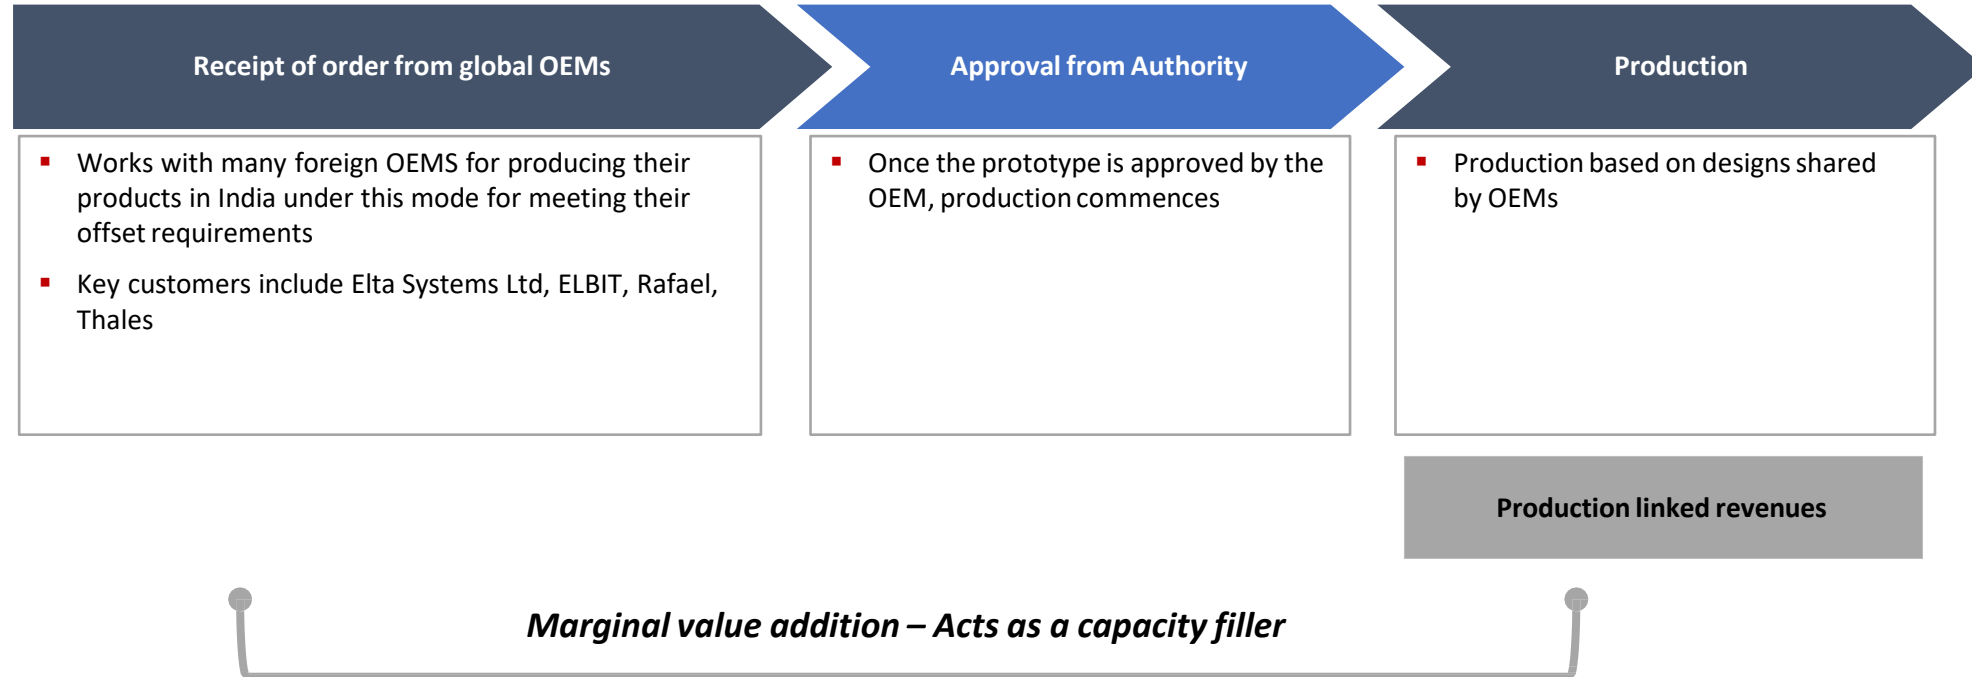 Receipt of order from global OEMs
Approval from Authority
Production
▪ Works with many foreign OEMS for producing their
products in India under this mode for meeting their
offset requirements
▪ Key customers include Elta Systems Ltd, ELBIT, Rafael,
Thales
▪ Once the prototype is approved by the
OEM, production commences
▪ Production based on designs shared
by OEMs
Production linked revenues
Marginal value addition – Acts as a capacity filler